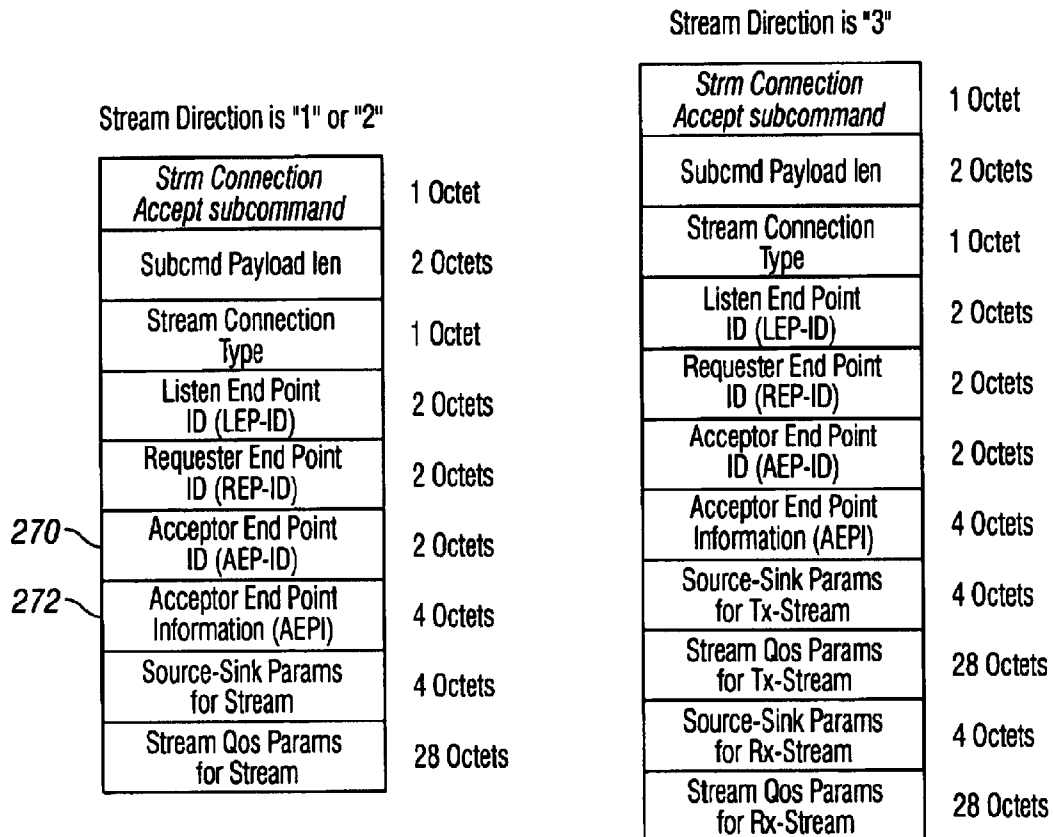 Stream Direction is "1" or "2"
Strm Connection
Accept subcommand
1 Octet
Subcmd Payload len
2 Octets
Stream Connection
Type
1 Octet
Listen End Point
ID (LEP-ID)
2 Octets
Requester End Point
ID (REP-ID)
2 Octets
270
Acceptor End Point
ID (AEP-ID)
2 Octets
272
Acceptor End Point
Information (AEPI)
4 Octets
Source-Sink Params
for Stream
4 Octets
Stream Qos Params
for Stream
28 Octets
Stream Direction is "3"
Strm Connection
Accept subcommand
1 Octet
Subcmd Payload len
2 Octets
Stream Connection
Type
1 Octet
Listen End Point
ID (LEP-ID)
2 Octets
Requester End Point
ID (REP-ID)
2 Octets
Acceptor End Point
ID (AEP-ID)
2 Octets
Acceptor End Point
Information (AEPI)
4 Octets
Source-Sink Params
for Tx-Stream
4 Octets
Stream Qos Params
for Tx-Stream
28 Octets
Source-Sink Params
for Rx-Stream
4 Octets
Stream Qos Params
for Rx-Stream
28 Octets